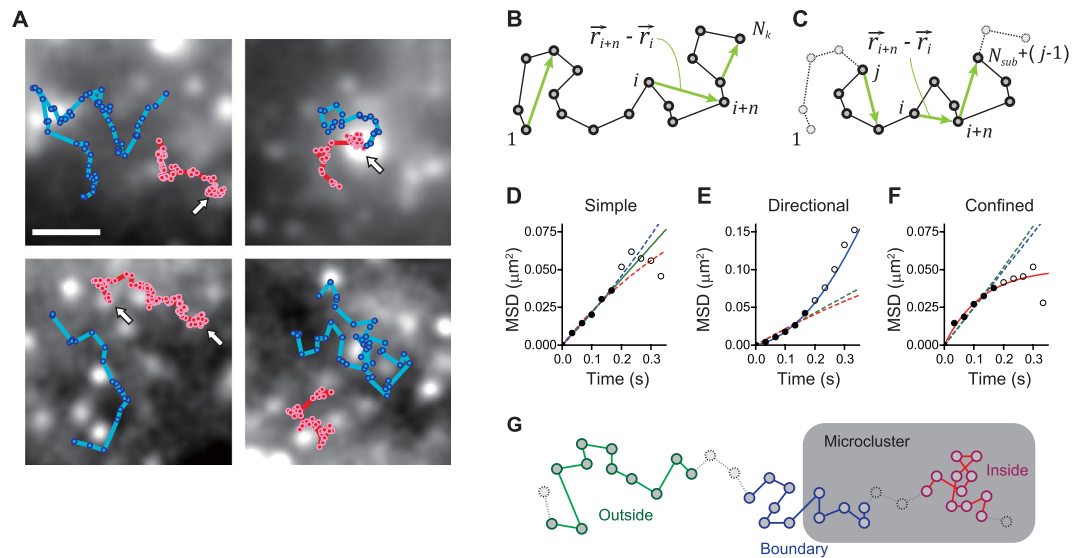 A
B
1
r⃗i+n - r⃗i
Nk
i
i+n
C
1
r⃗i+n - r⃗i
j
Nsub+(j-1)
i
i+n
D
Simple
MSD (μm²)
0.075
0.050
0.025
0
0.0 0.1 0.2 0.3
Time (s)
E
Directional
MSD (μm²)
0.15
0.10
0.05
0
0.0 0.1 0.2 0.3
Time (s)
F
Confined
MSD (μm²)
0.075
0.050
0.025
0
0.0 0.1 0.2 0.3
Time (s)
G
Microcluster
Inside
Outside
Boundary